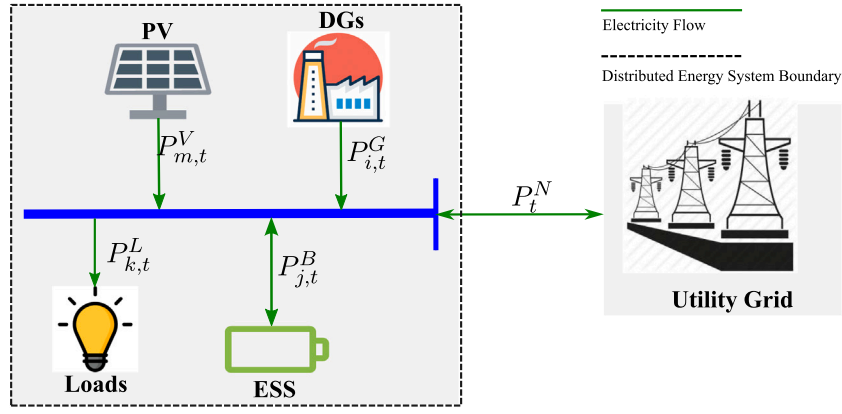 PV
DGs
Electricity Flow
Distributed Energy System Boundary
P^V_{m,t}
P^G_{i,t}
P^N_t
P^L_{k,t}
P^B_{j,t}
Utility Grid
Loads
ESS